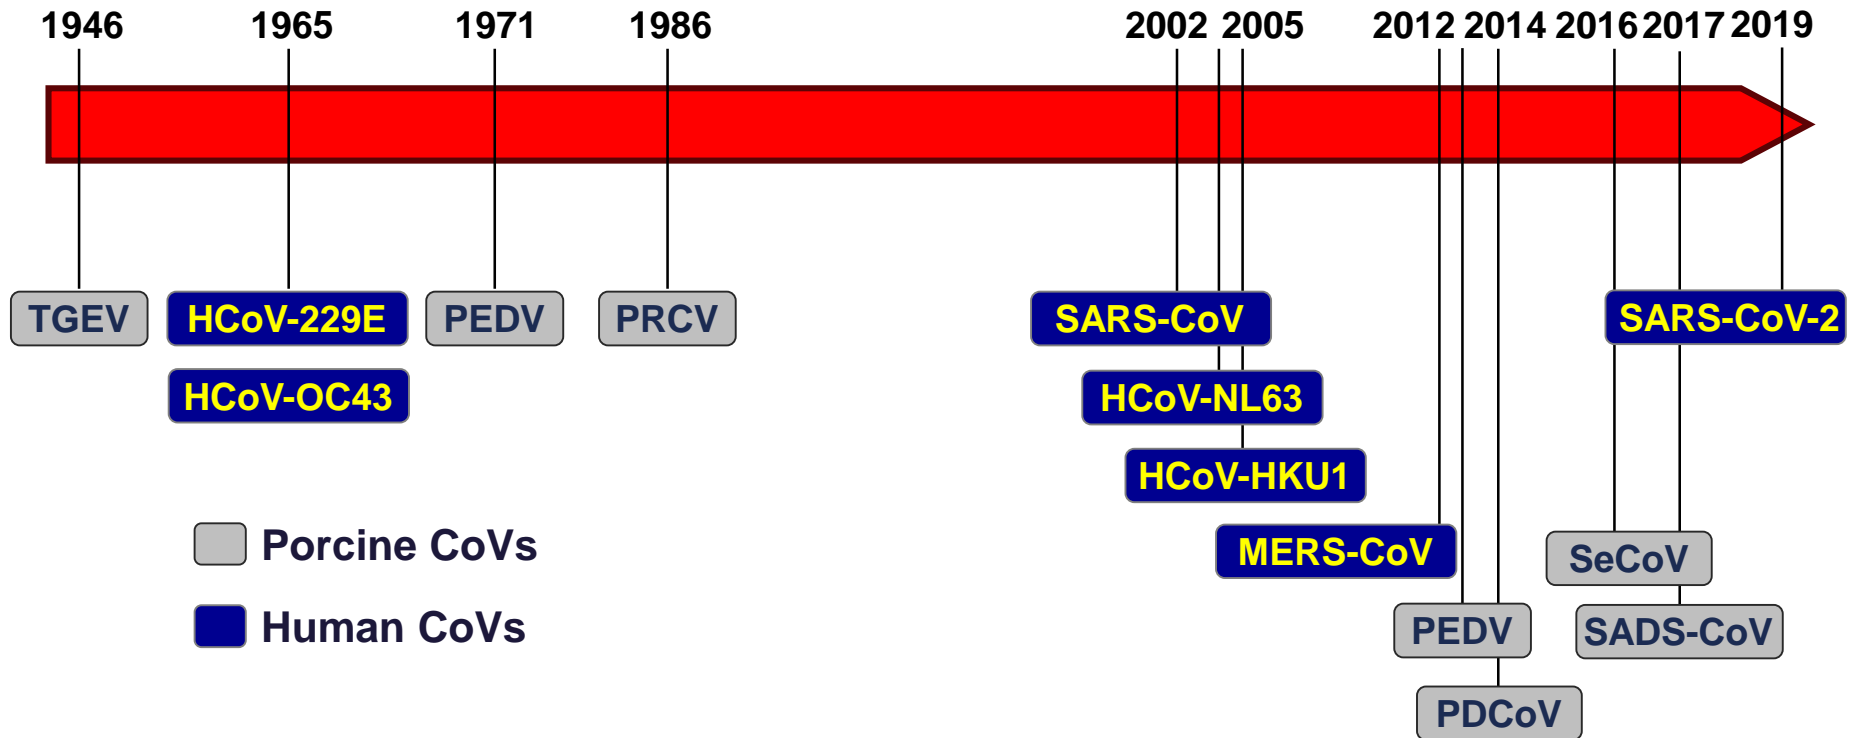 1946 1965 1971 1986 2002 2005 2012 2014 2016 2017 2019
TGEV HCoV-229E PEDV PRCV SARS-CoV SARS-CoV-2
HCoV-OC43 HCoV-NL63
HCoV-HKU1
Porcine CoVs MERS-CoV SeCoV
Human CoVs PEDV SADS-CoV
PDCoV